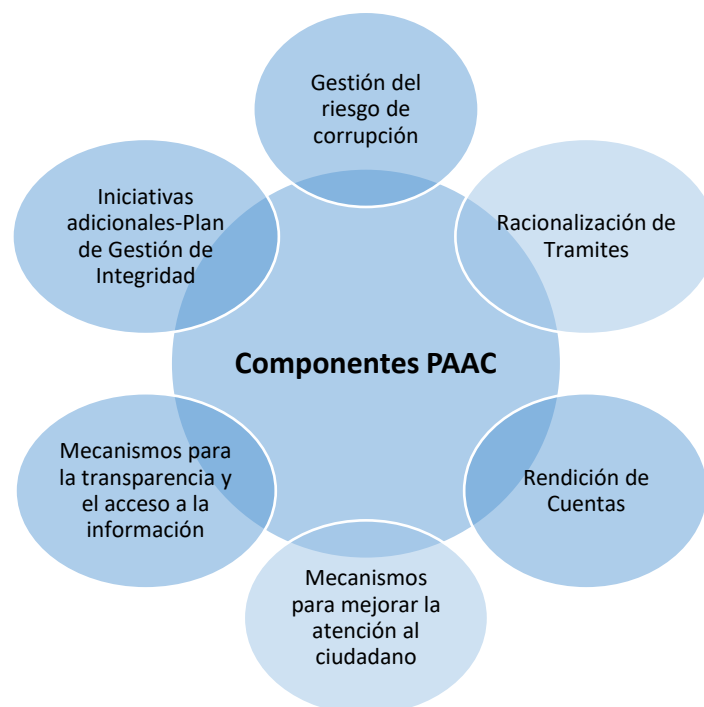 Gestión del
riesgo de
corrupción
Iniciativas
adicionales-Plan
de Gestión de
Integridad
Racionalización de
Tramites
Componentes PAAC
Mecanismos para
la transparencia y
el acceso a la
información
Rendición de
Cuentas
Mecanismos
para mejorar la
atención al
ciudadano